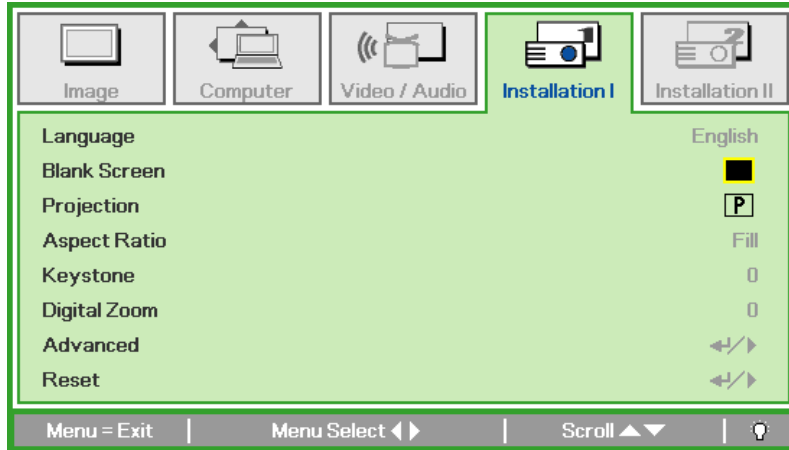 Image Computer Video / Audio Installation I Installation II
Language English
Blank Screen
Projection P
Aspect Ratio Fill
Keystone 0
Digital Zoom 0
Advanced /
Reset /
Menu = Exit | Menu Select | Scroll |